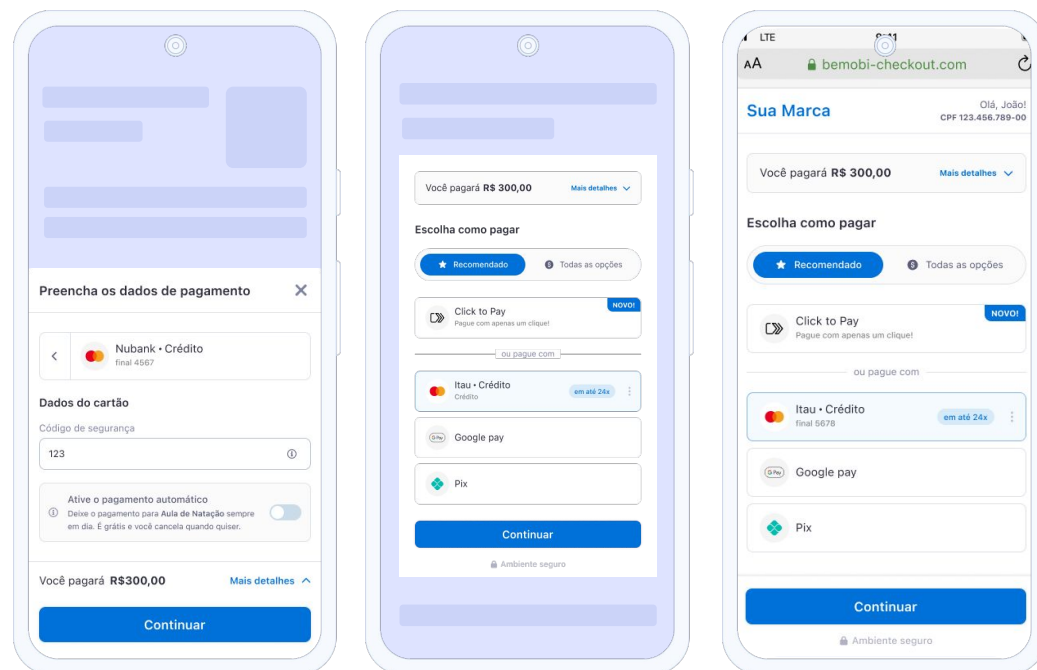 Preencha os dados de pagamento
Nubank • Crédito
final 4567
Dados do cartão
Código de segurança
123
Ative o pagamento automático
Deixe o pagamento para Aula de Natação sempre
em dia. É grátis e você cancela quando quiser.
Você pagará R$300,00 Mais detalhes
Continuar
Você pagará R$ 300,00 Mais detalhes
Escolha como pagar
Recomendado Todas as opções
NOVO!
Click to Pay
Pague com apenas um clique!
ou pague com
Itau • Crédito
Crédito
em até 24x
G Pay Google pay
Pix
Continuar
Ambiente seguro
LTE 9:41
AA bemobi-checkout.com
Sua Marca
Olá, João!
CPF 123.456.789-00
Você pagará R$ 300,00 Mais detalhes
Escolha como pagar
Recomendado Todas as opções
NOVO!
Click to Pay
Pague com apenas um clique!
ou pague com
Itau • Crédito
final 5678
em até 24x
G Pay Google pay
Pix
Continuar
Ambiente seguro